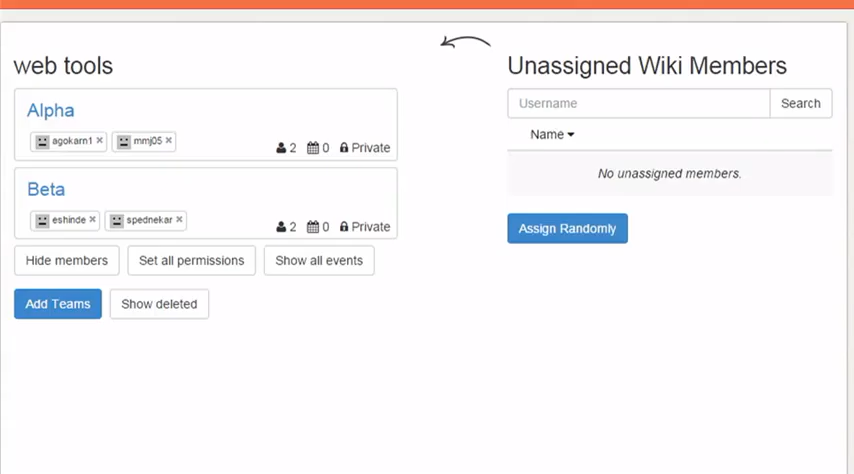 web tools
Alpha
agokarn1 × mmj05 ×
2 0 Private
Beta
eshinde × spednekar ×
2 0 Private
Hide members Set all permissions Show all events
Add Teams Show deleted
Unassigned Wiki Members
Username Search
Name
No unassigned members.
Assign Randomly